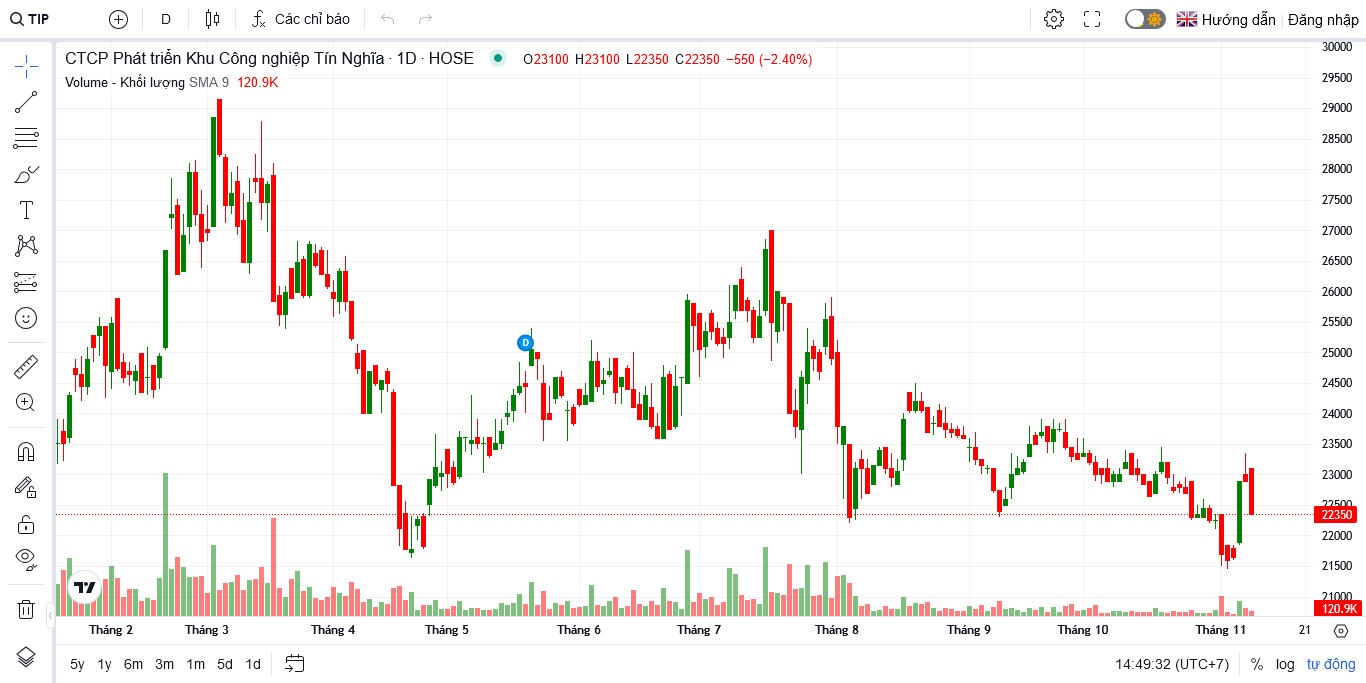 TIP D Các chỉ báo Hướng dẫn Đăng nhập
CTCP Phát triển Khu Công nghiệp Tín Nghĩa · 1D · HOSE O23100 H23100 L22350 C22350 −550 (−2.40%)
Volume - Khối lượng SMA 9 120.9K
30000
29500
29000
28500
28000
27500
27000
26500
26000
25500
25000
24500
24000
23500
23000
22500
22350
22000
21500
21000
120.9K
D
Tháng 2 Tháng 3 Tháng 4 Tháng 5 Tháng 6 Tháng 7 Tháng 8 Tháng 9 Tháng 10 Tháng 11 21
5y 1y 6m 3m 1m 5d 1d 14:49:32 (UTC+7) % log tự động